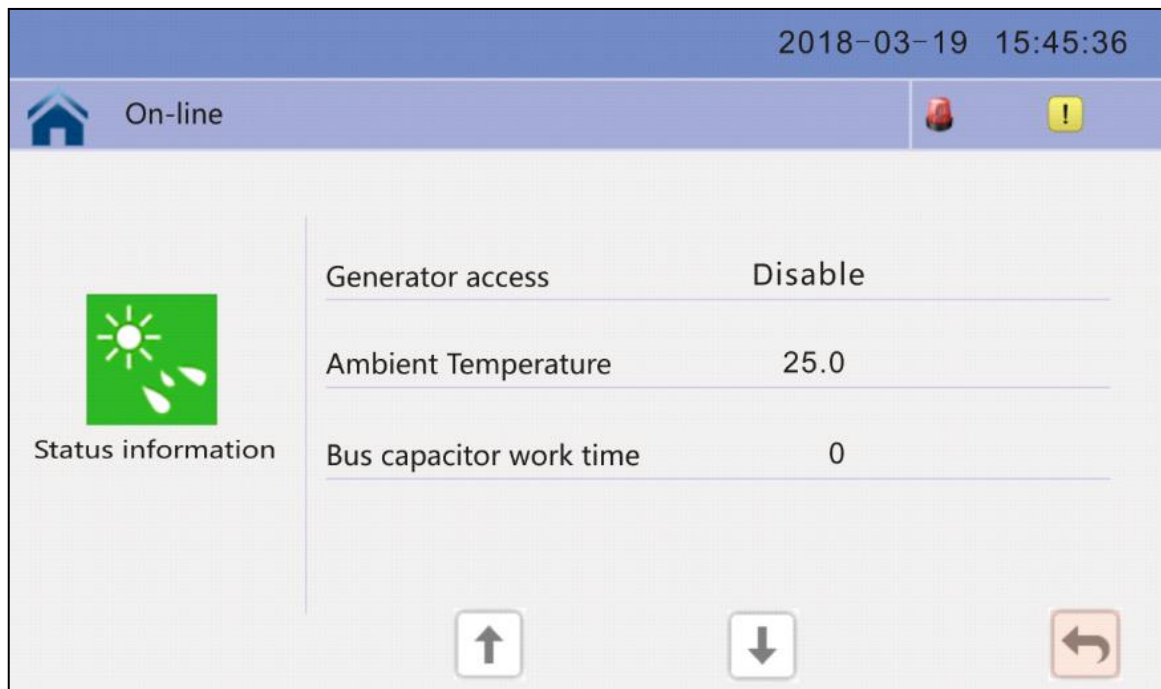 2018-03-19 15:45:36
On-line
!
Generator access Disable
Ambient Temperature 25.0
Status information
Bus capacitor work time 0